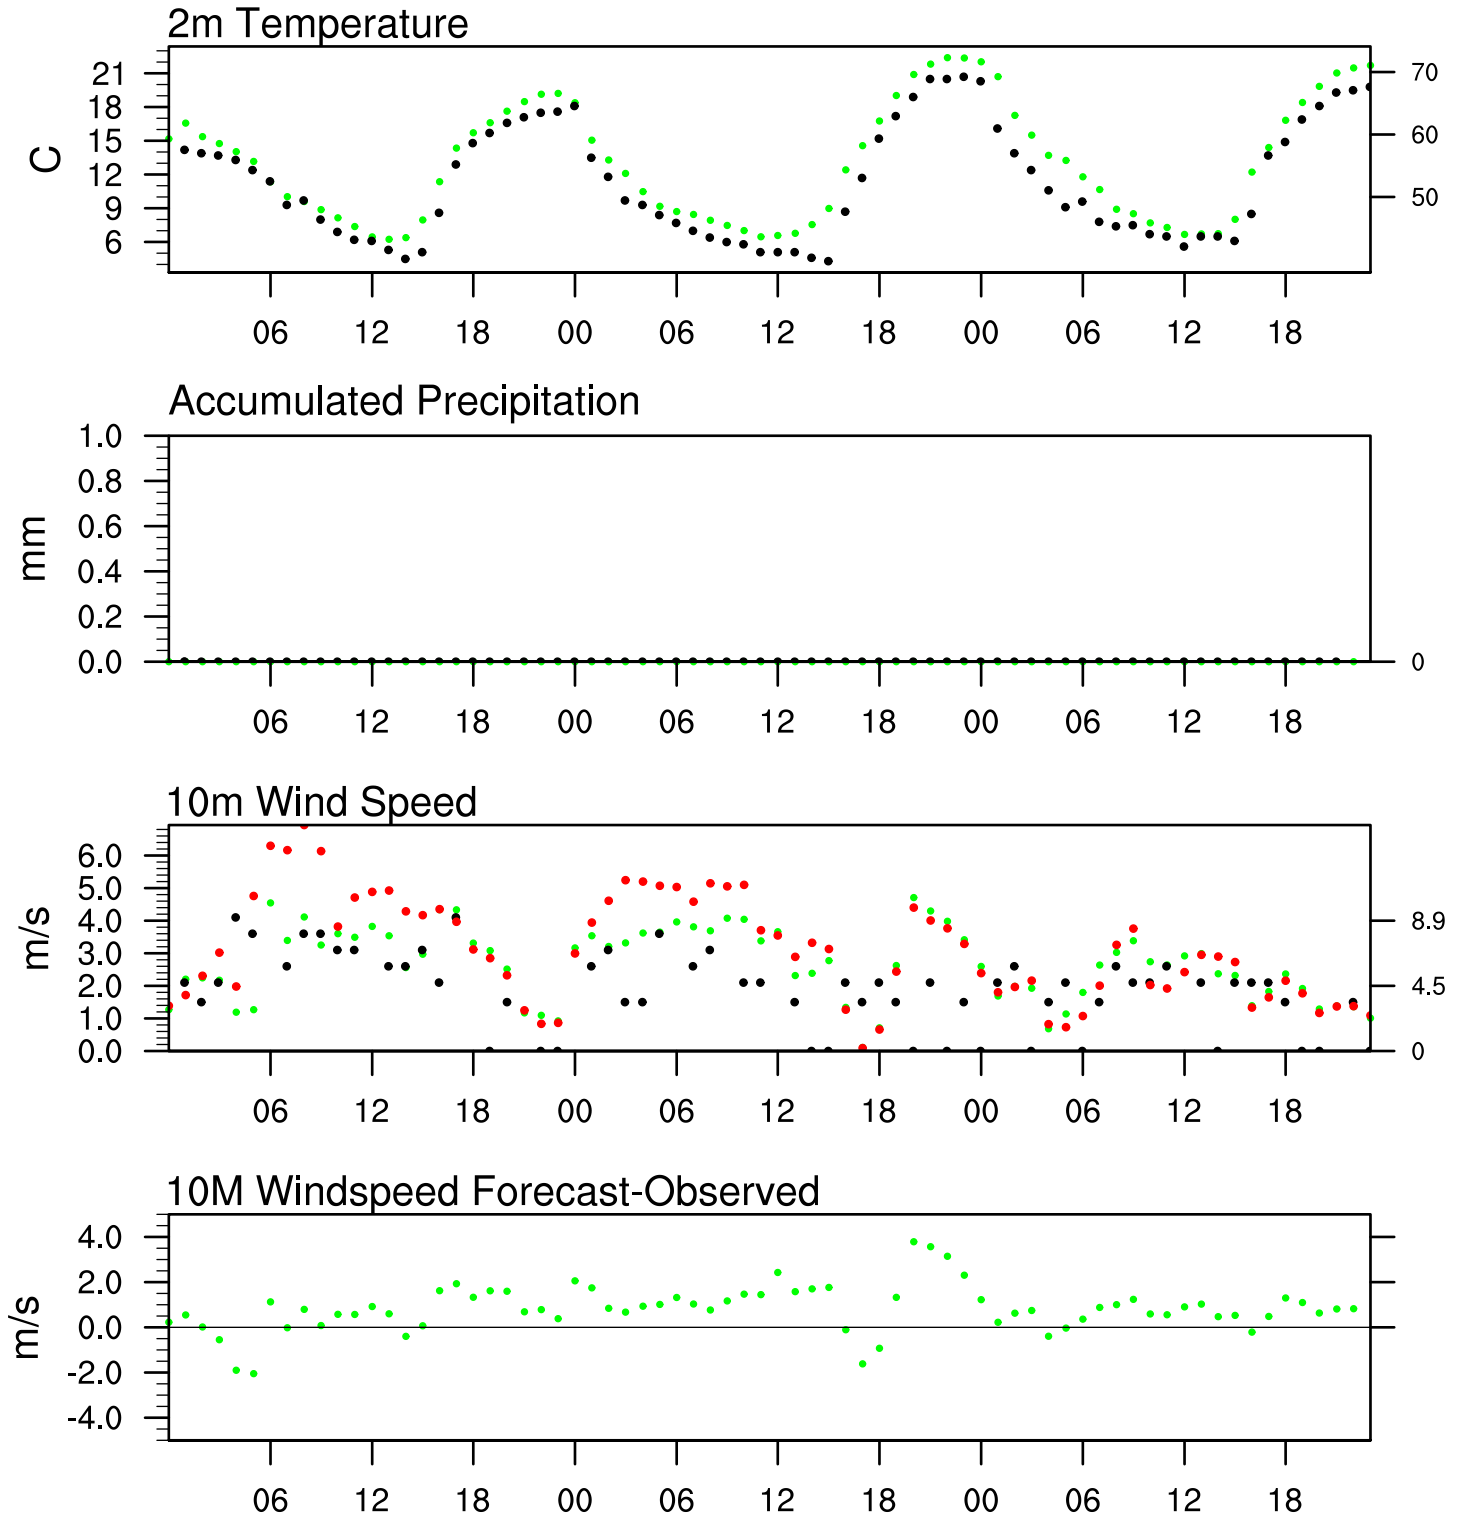 2m Temperature
21
18
15
12
9
6
C
70
60
50
06 12 18 00 06 12 18 00 06 12 18
Accumulated Precipitation
1.0
0.8
0.6
0.4
0.2
0.0
mm
0
06 12 18 00 06 12 18 00 06 12 18
10m Wind Speed
6.0
5.0
4.0
3.0
2.0
1.0
0.0
m/s
8.9
4.5
0
06 12 18 00 06 12 18 00 06 12 18
10M Windspeed Forecast-Observed
4.0
2.0
0.0
-2.0
-4.0
m/s
06 12 18 00 06 12 18 00 06 12 18